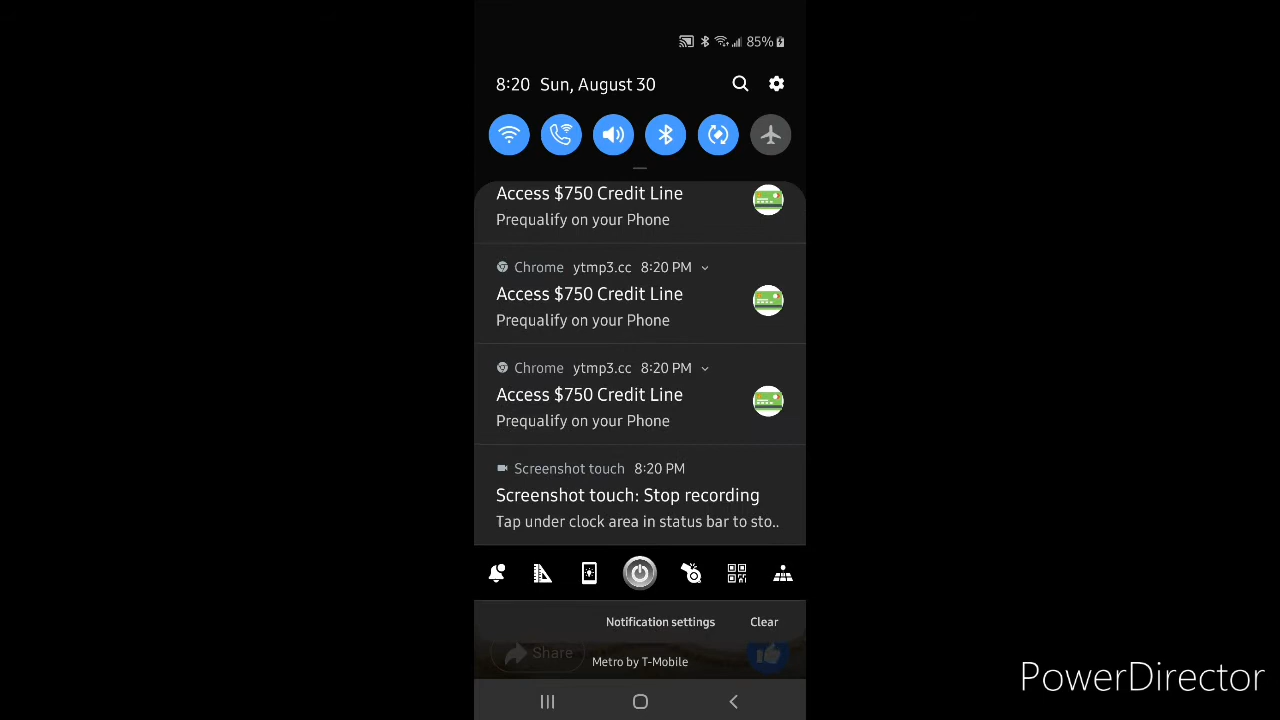 85%
8:20 Sun, August 30
Access $750 Credit Line
Prequalify on your Phone
Chrome ytmp3.cc 8:20 PM
Access $750 Credit Line
Prequalify on your Phone
Chrome ytmp3.cc 8:20 PM
Access $750 Credit Line
Prequalify on your Phone
Screenshot touch 8:20 PM
Screenshot touch: Stop recording
Tap under clock area in status bar to sto..
Notification settings Clear
Share
Metro by T-Mobile
PowerDirector